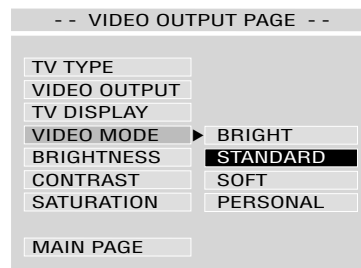 - - VIDEO OUTPUT PAGE - -
TV TYPE
VIDEO OUTPUT
TV DISPLAY
VIDEO MODE BRIGHT
BRIGHTNESS STANDARD
CONTRAST SOFT
SATURATION PERSONAL
MAIN PAGE